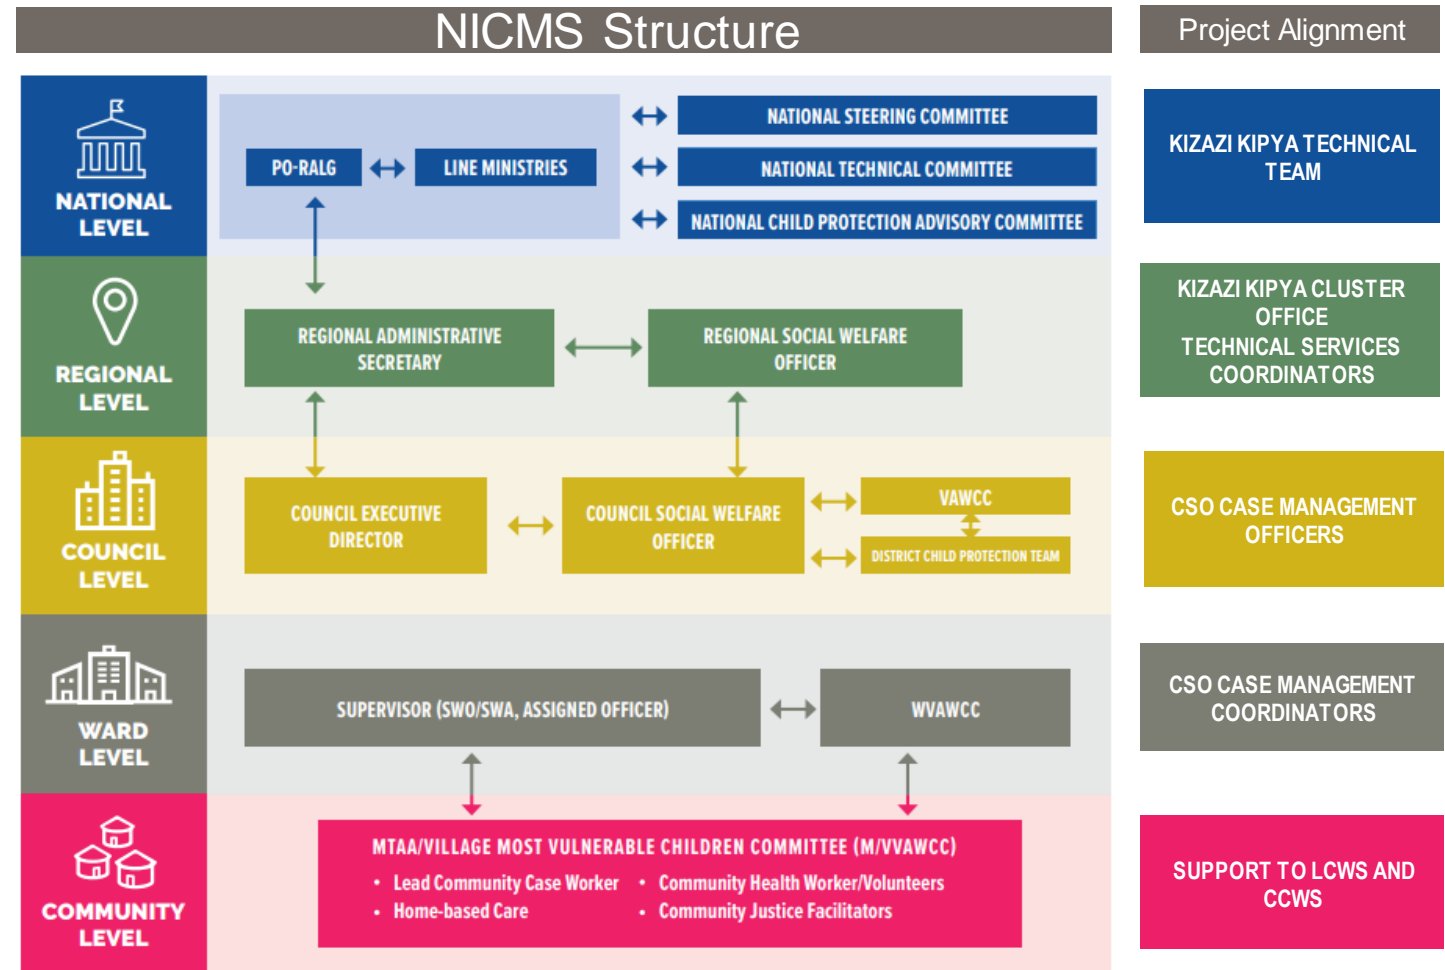 NICMS Structure
Project Alignment
NATIONAL
LEVEL
PO-RALG
LINE MINISTRIES
NATIONAL STEERING COMMITTEE
NATIONAL TECHNICAL COMMITTEE
NATIONAL CHILD PROTECTION ADVISORY COMMITTEE
KIZAZI KIPYA TECHNICAL
TEAM
REGIONAL
LEVEL
REGIONAL ADMINISTRATIVE
SECRETARY
REGIONAL SOCIAL WELFARE
OFFICER
KIZAZI KIPYA CLUSTER
OFFICE
TECHNICAL SERVICES
COORDINATORS
COUNCIL
LEVEL
COUNCIL EXECUTIVE
DIRECTOR
COUNCIL SOCIAL WELFARE
OFFICER
VAWCC
DISTRICT CHILD PROTECTION TEAM
CSO CASE MANAGEMENT
OFFICERS
WARD
LEVEL
SUPERVISOR (SWO/SWA, ASSIGNED OFFICER)
WVAWCC
CSO CASE MANAGEMENT
COORDINATORS
COMMUNITY
LEVEL
MTAA/VILLAGE MOST VULNERABLE CHILDREN COMMITTEE (M/VVAWCC)
• Lead Community Case Worker
• Home-based Care
• Community Health Worker/Volunteers
• Community Justice Facilitators
SUPPORT TO LCWS AND
CCWS